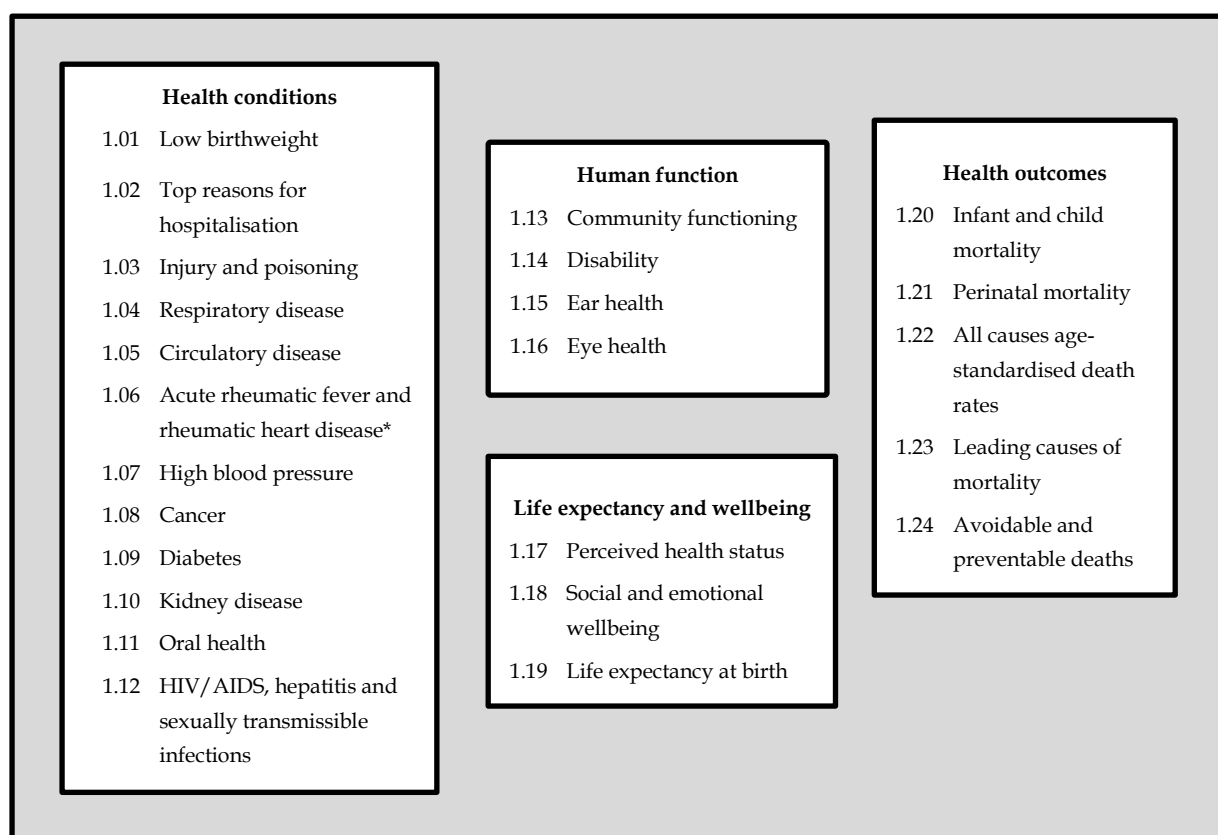 Health conditions
1.01 Low birthweight
1.02 Top reasons for
hospitalisation
1.03 Injury and poisoning
1.04 Respiratory disease
1.05 Circulatory disease
1.06 Acute rheumatic fever and
rheumatic heart disease*
1.07 High blood pressure
1.08 Cancer
1.09 Diabetes
1.10 Kidney disease
1.11 Oral health
1.12 HIV/AIDS, hepatitis and
sexually transmissible
infections
Human function
1.13 Community functioning
1.14 Disability
1.15 Ear health
1.16 Eye health
Life expectancy and wellbeing
1.17 Perceived health status
1.18 Social and emotional
wellbeing
1.19 Life expectancy at birth
Health outcomes
1.20 Infant and child
mortality
1.21 Perinatal mortality
1.22 All causes age-
standardised death
rates
1.23 Leading causes of
mortality
1.24 Avoidable and
preventable deaths